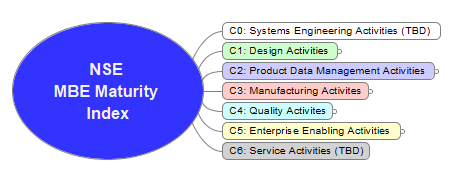 NSE
MBE Maturity
Index
C0: Systems Engineering Activities (TBD)
C1: Design Activities
C2: Product Data Management Activities
C3: Manufacturing Activites
C4: Quality Activites
C5: Enterprise Enabling Activities
C6: Service Activities (TBD)